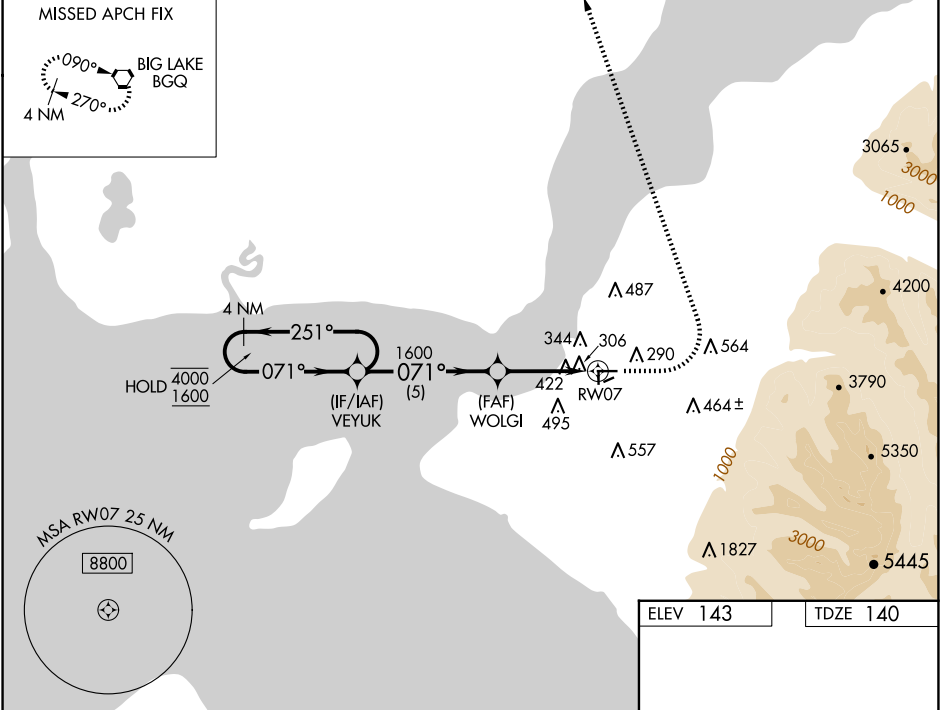 MISSED APCH FIX
090°
BIG LAKE
BGQ
270°
4 NM
3065
3000
1000
4200
487
4 NM
251°
344
306
290
564
1600
071°
071°
HOLD
4000
1600
(5)
422
RW07
3790
(IF/IAF)
VEYUK
(FAF)
WOLGI
495
464±
557
1000
5350
MSA RW07 25 NM
8800
1827
3000
5445
ELEV 143
TDZE 140